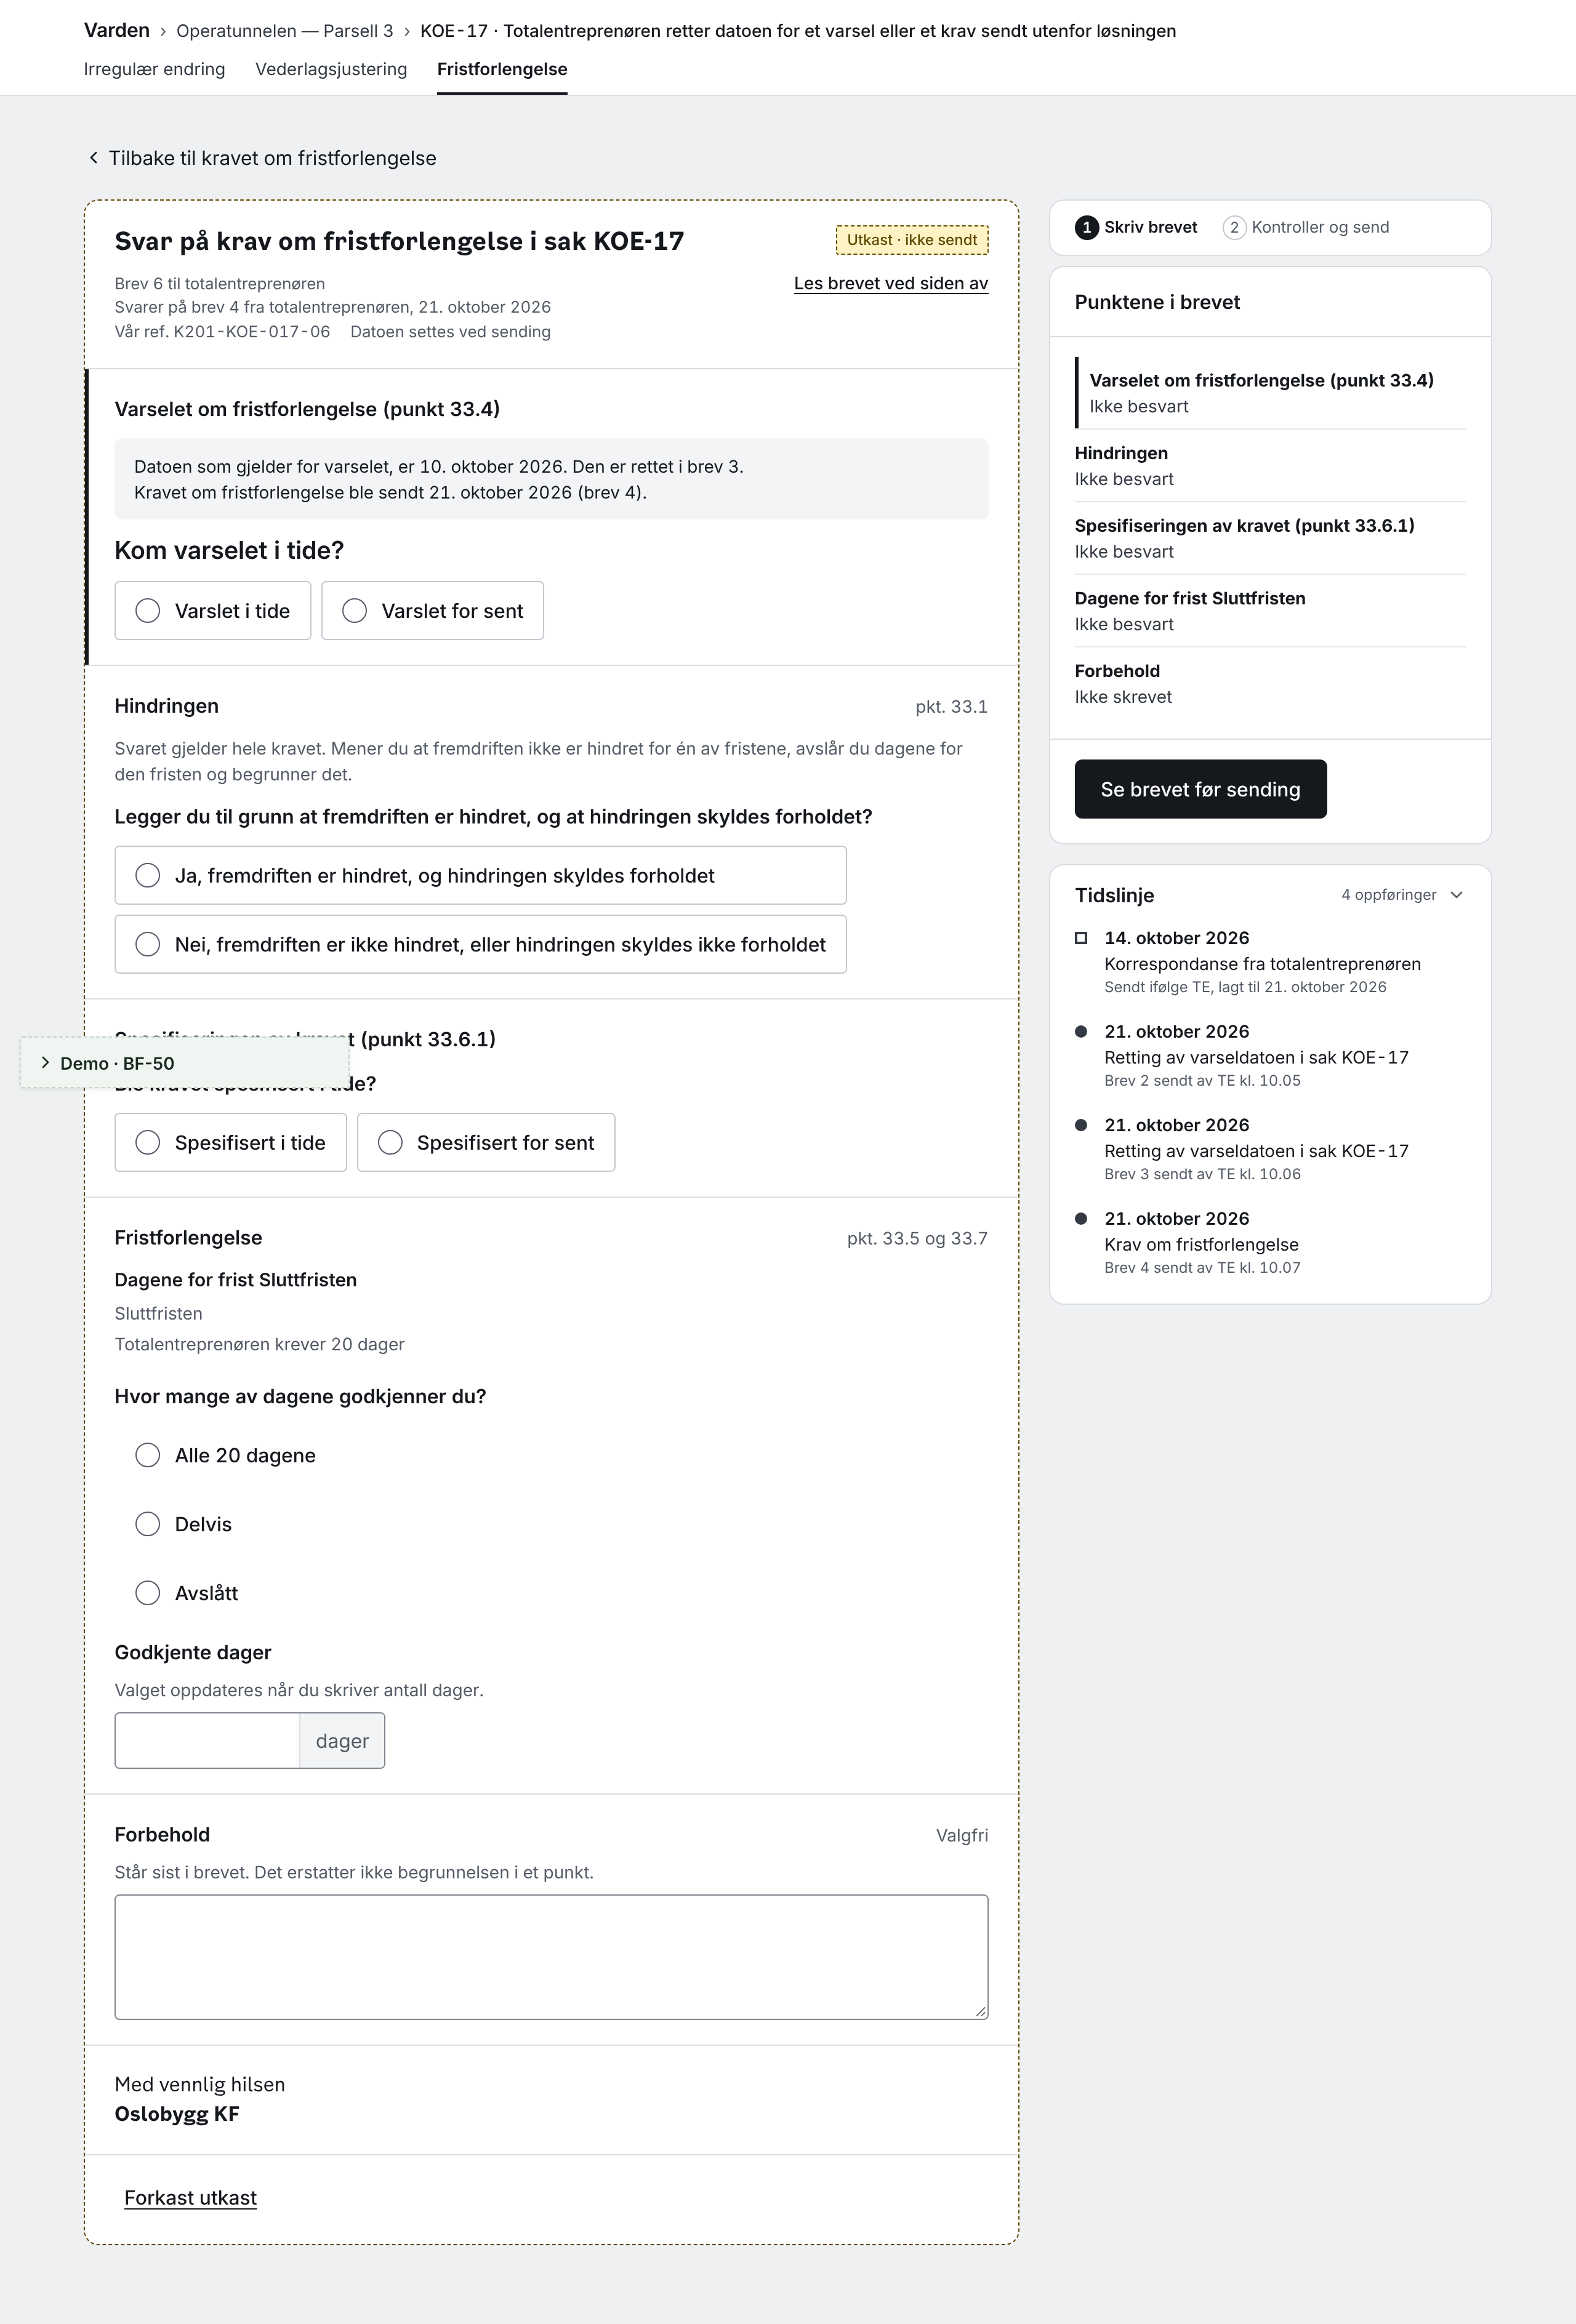 Varden › Operatunnelen — Parsell 3 › KOE-17 · Totalentreprenøren retter datoen for et varsel eller et krav sendt utenfor løsningen
Irregulær endring Vederlagsjustering Fristforlengelse
Tilbake til kravet om fristforlengelse
Svar på krav om fristforlengelse i sak KOE-17
Utkast · ikke sendt
Brev 6 til totalentreprenøren
Les brevet ved siden av
Svarer på brev 4 fra totalentreprenøren, 21. oktober 2026
Vår ref. K201-KOE-017-06 Datoen settes ved sending
Varselet om fristforlengelse (punkt 33.4)
Datoen som gjelder for varselet, er 10. oktober 2026. Den er rettet i brev 3.
Kravet om fristforlengelse ble sendt 21. oktober 2026 (brev 4).
Kom varselet i tide?
Varslet i tide
Varslet for sent
Hindringen
pkt. 33.1
Svaret gjelder hele kravet. Mener du at fremdriften ikke er hindret for én av fristene, avslår du dagene for
den fristen og begrunner det.
Legger du til grunn at fremdriften er hindret, og at hindringen skyldes forholdet?
Ja, fremdriften er hindret, og hindringen skyldes forholdet
Nei, fremdriften er ikke hindret, eller hindringen skyldes ikke forholdet
Spesifiseringen av kravet (punkt 33.6.1)
Demo · BF-50
Ble kravet spesifisert i tide?
Spesifisert i tide
Spesifisert for sent
Fristforlengelse
pkt. 33.5 og 33.7
Dagene for frist Sluttfristen
Sluttfristen
Totalentreprenøren krever 20 dager
Hvor mange av dagene godkjenner du?
Alle 20 dagene
Delvis
Avslått
Godkjente dager
Valget oppdateres når du skriver antall dager.
dager
Forbehold
Valgfri
Står sist i brevet. Det erstatter ikke begrunnelsen i et punkt.
Med vennlig hilsen
Oslobygg KF
Forkast utkast
1 Skriv brevet 2 Kontroller og send
Punktene i brevet
Varselet om fristforlengelse (punkt 33.4)
Ikke besvart
Hindringen
Ikke besvart
Spesifiseringen av kravet (punkt 33.6.1)
Ikke besvart
Dagene for frist Sluttfristen
Ikke besvart
Forbehold
Ikke skrevet
Se brevet før sending
Tidslinje
4 oppføringer
14. oktober 2026
Korrespondanse fra totalentreprenøren
Sendt ifølge TE, lagt til 21. oktober 2026
21. oktober 2026
Retting av varseldatoen i sak KOE-17
Brev 2 sendt av TE kl. 10.05
21. oktober 2026
Retting av varseldatoen i sak KOE-17
Brev 3 sendt av TE kl. 10.06
21. oktober 2026
Krav om fristforlengelse
Brev 4 sendt av TE kl. 10.07